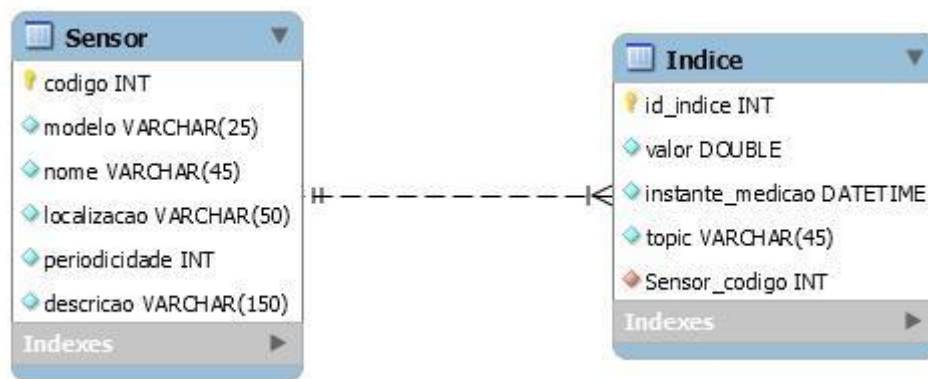 Sensor
codigo INT
modelo VARCHAR(25)
nome VARCHAR(45)
localizacao VARCHAR(50)
periodicidade INT
descricao VARCHAR(150)
Indexes
Indice
id_indice INT
valor DOUBLE
instante_medicao DATETIME
topic VARCHAR(45)
Sensor_codigo INT
Indexes